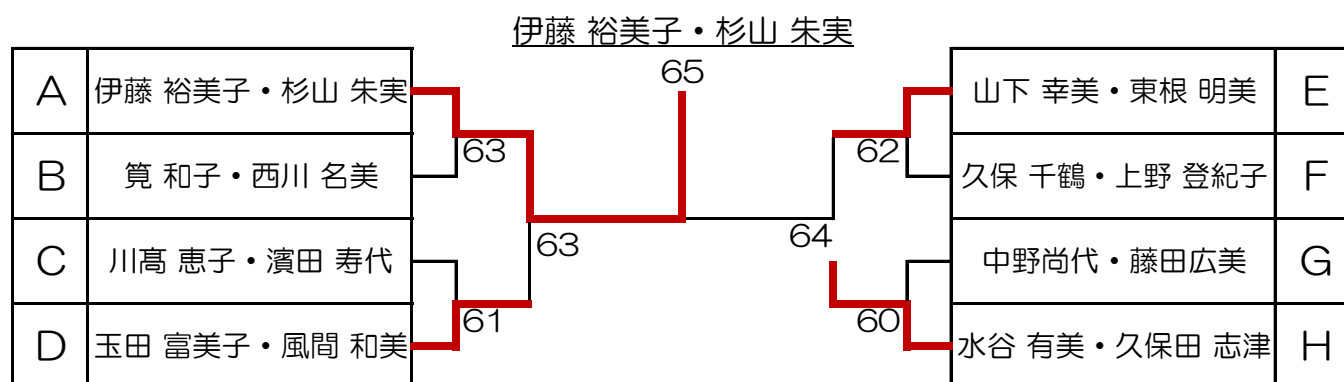 伊藤 裕美子・杉山 朱実
65
A 伊藤 裕美子・杉山 朱実
B 筧 和子・西川 名美
C 川髙 恵子・濱田 寿代
D 玉田 富美子・風間 和美
63
61
63
62
60
64
山下 幸美・東根 明美 E
久保 千鶴・上野 登紀子 F
中野尚代・藤田広美 G
水谷 有美・久保田 志津 H